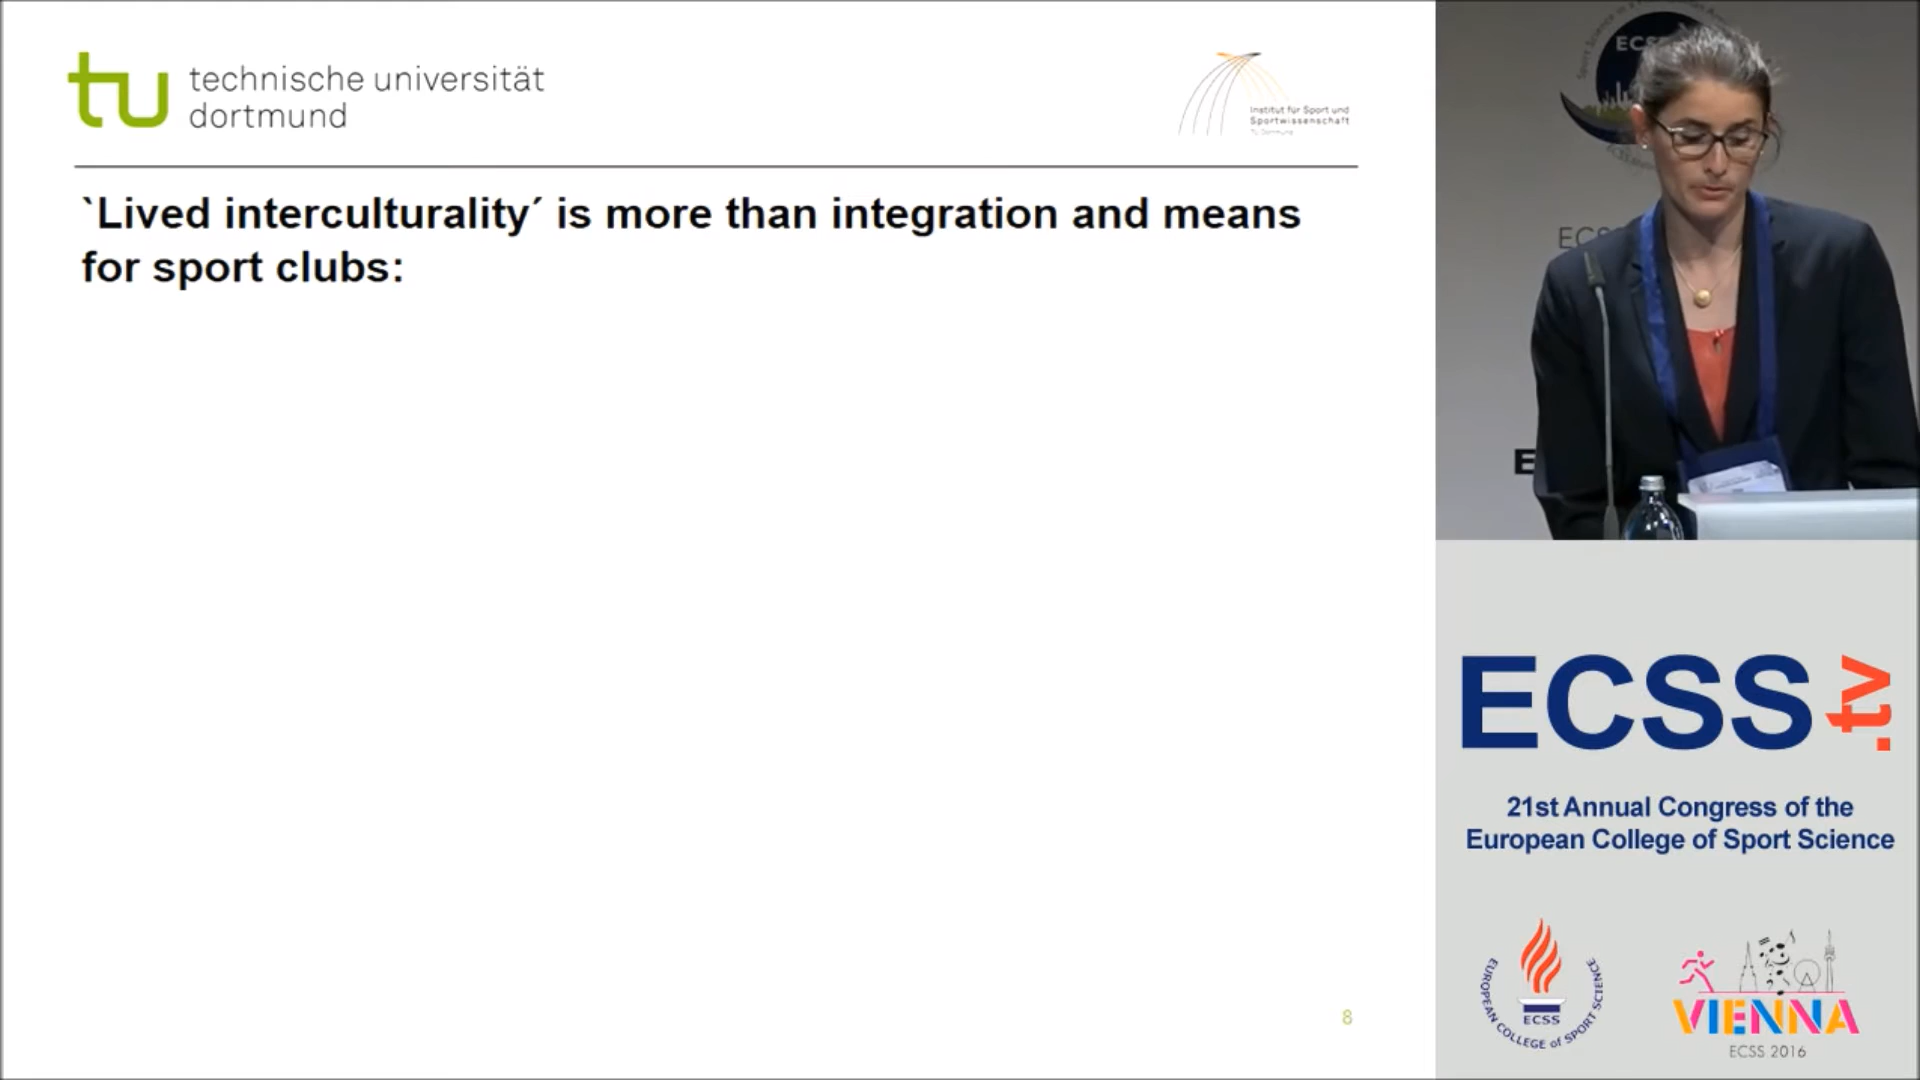 technische universität
dortmund
Institut für Sport und
Sportwissenschaft
TU Dortmund
`Lived interculturality´ is more than integration and means
for sport clubs:
8
ECS
ECS
E
ECSS.tv
21st Annual Congress of the
European College of Sport Science
EUROPEAN COLLEGE of SPORT SCIENCE
ECSS
VIENNA
ECSS 2016